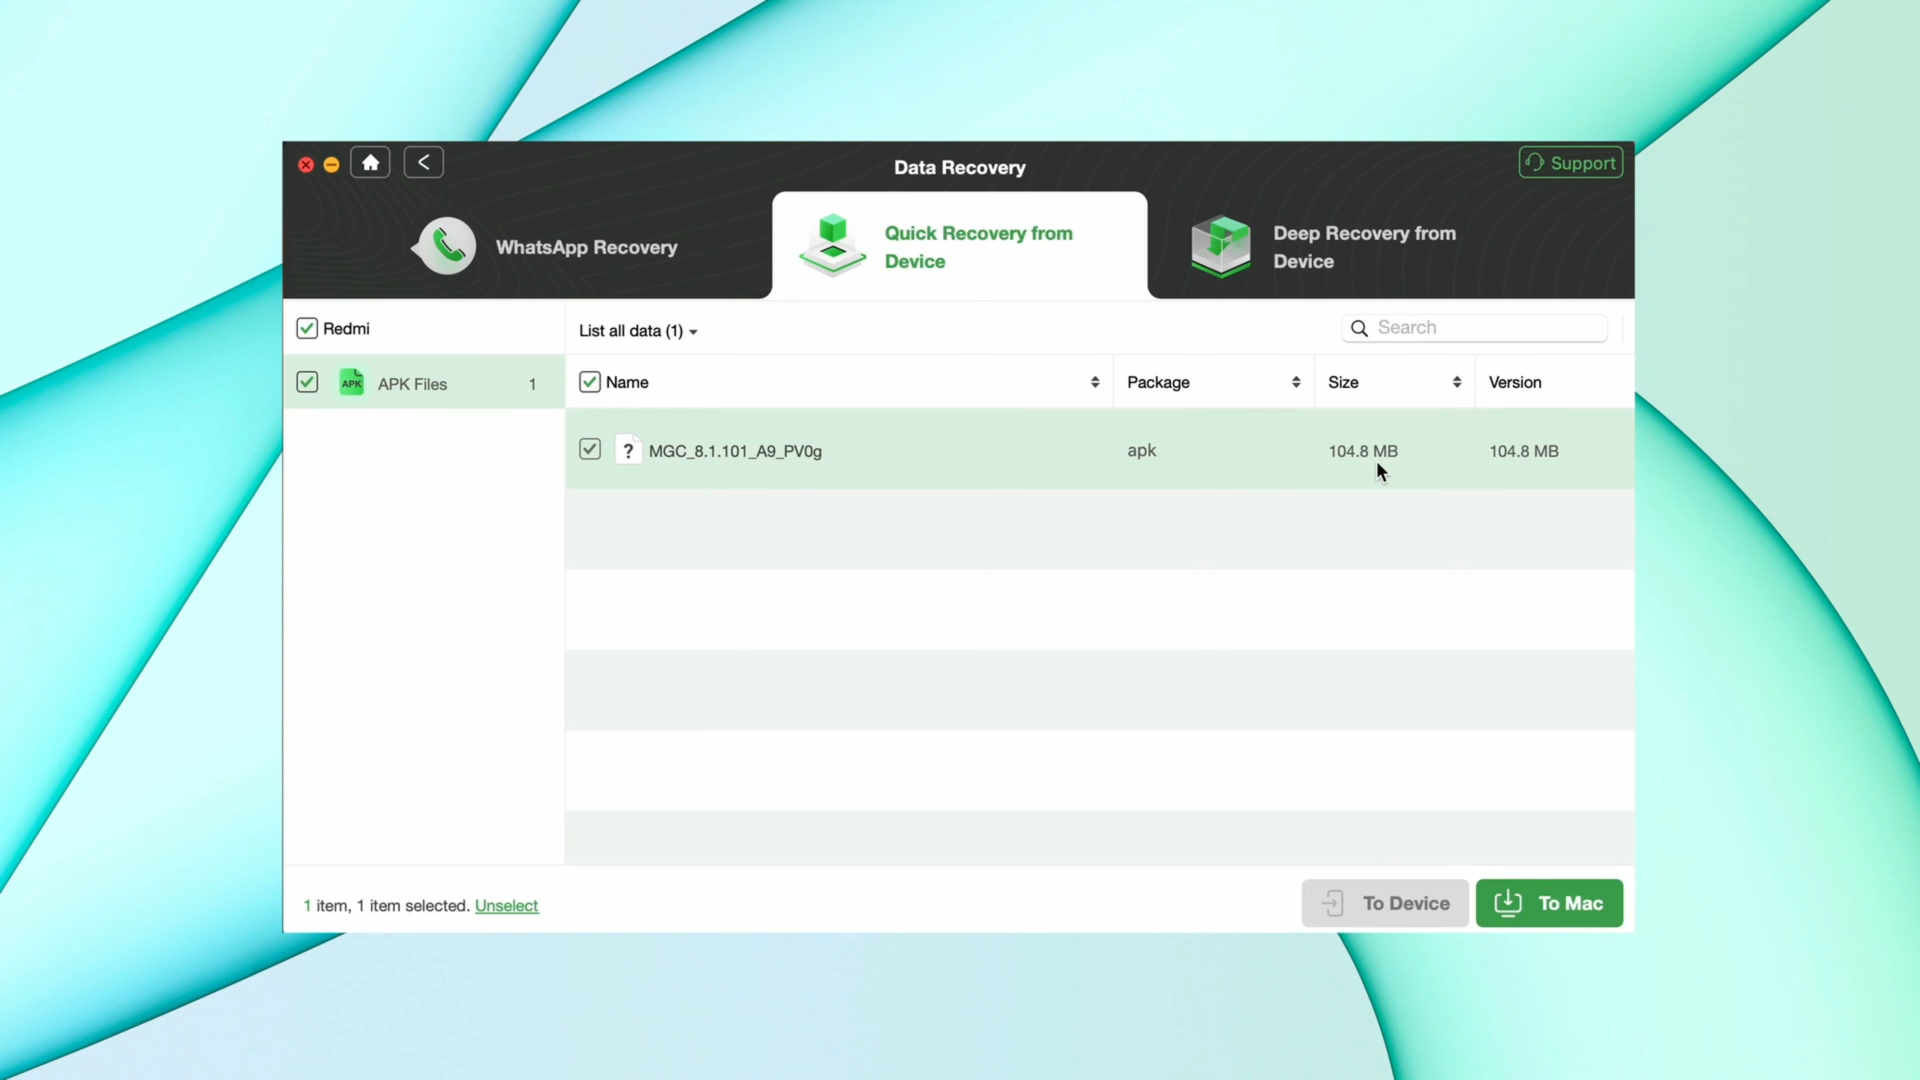 Data Recovery
Support
WhatsApp Recovery
Quick Recovery from
Device
Deep Recovery from
Device
Redmi
List all data (1)
Search
APK
APK Files
1
Name
Package
Size
Version
?
MGC_8.1.101_A9_PV0g
apk
104.8 MB
104.8 MB
1 item, 1 item selected. Unselect
To Device
To Mac